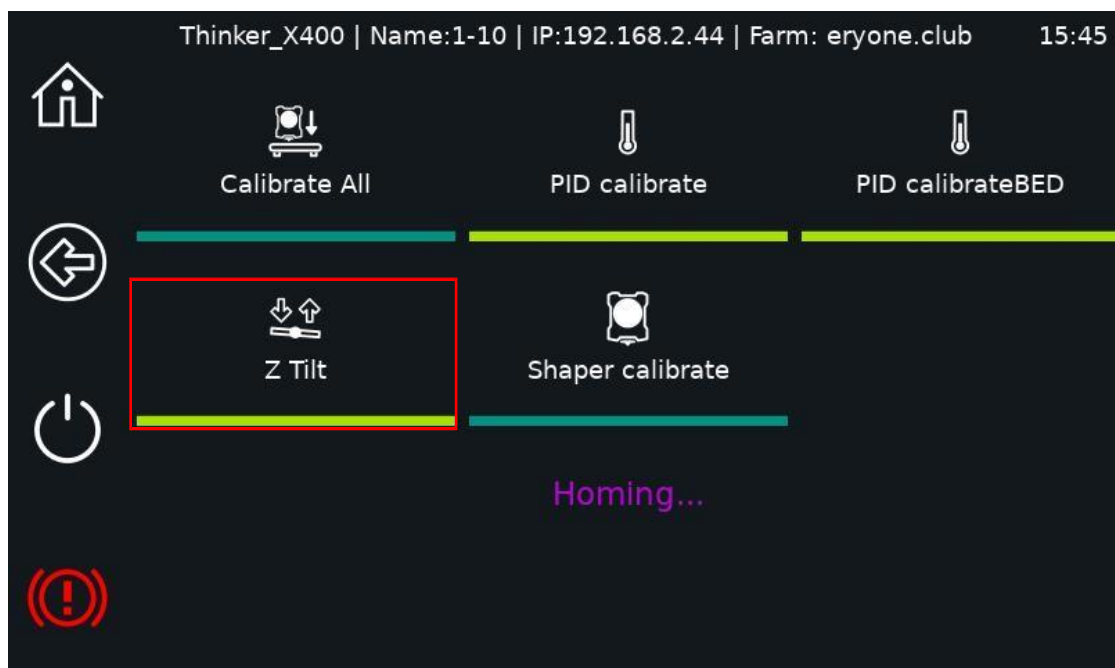 Thinker_X400 | Name:1-10 | IP:192.168.2.44 | Farm: eryone.club 15:45
Calibrate All
PID calibrate
PID calibrateBED
Z Tilt
Shaper calibrate
Homing...